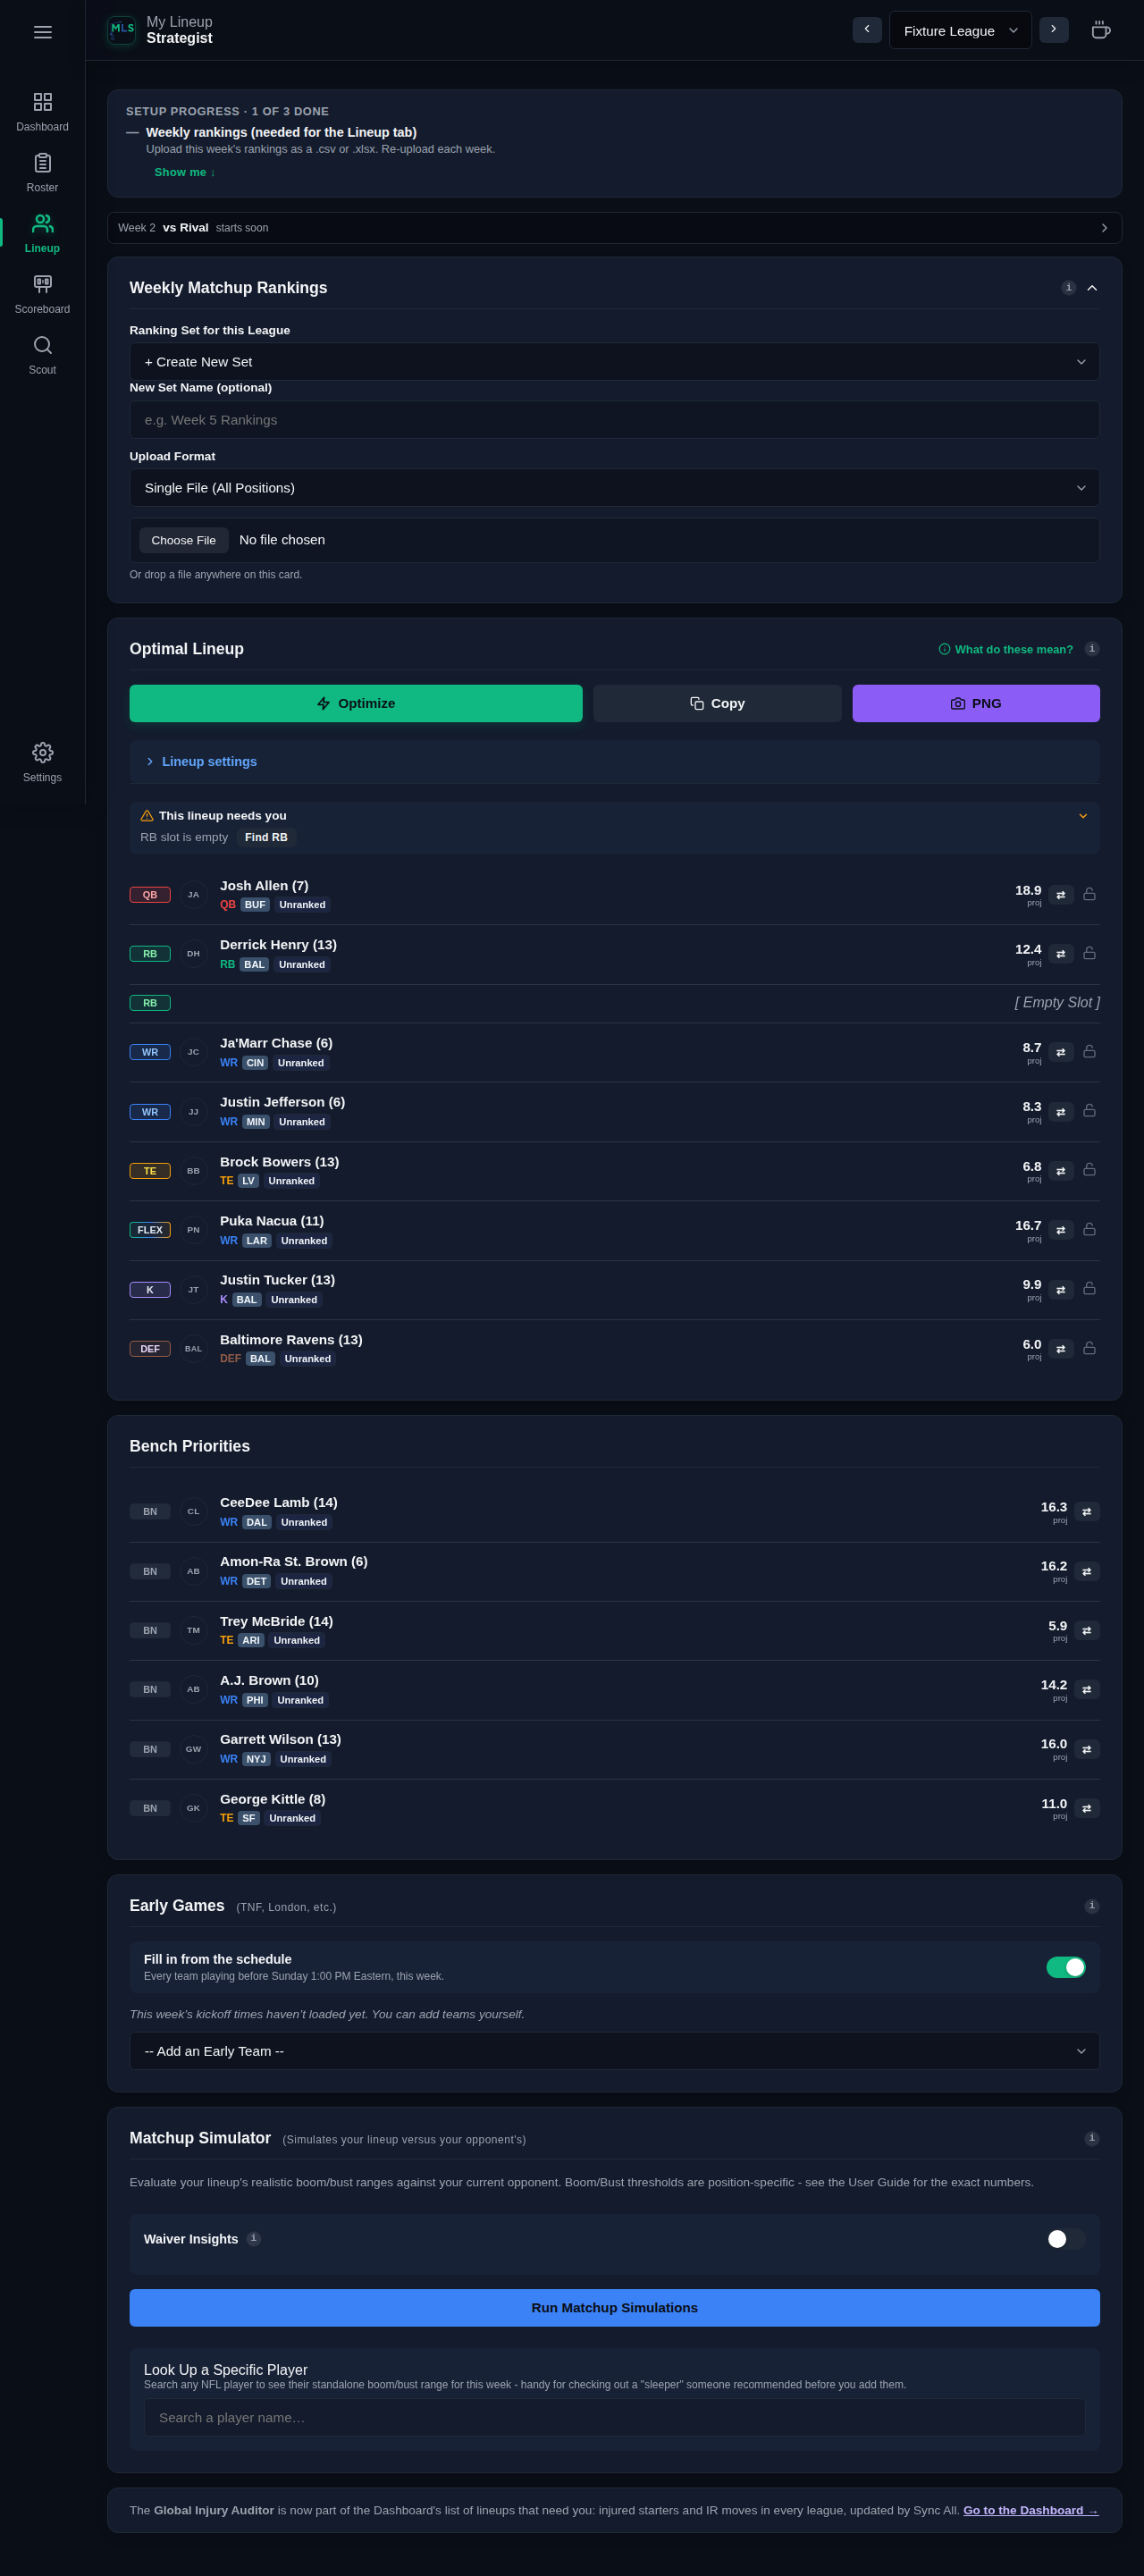 MLS
My Lineup
Strategist
Fixture League
Dashboard
Roster
Lineup
Scoreboard
Scout
Settings
SETUP PROGRESS · 1 OF 3 DONE
— Weekly rankings (needed for the Lineup tab)
Upload this week's rankings as a .csv or .xlsx. Re-upload each week.
Show me ↓
Week 2 vs Rival starts soon
Weekly Matchup Rankings
i
Ranking Set for this League
+ Create New Set
New Set Name (optional)
e.g. Week 5 Rankings
Upload Format
Single File (All Positions)
Choose File No file chosen
Or drop a file anywhere on this card.
Optimal Lineup
What do these mean? i
Optimize
Copy
PNG
Lineup settings
This lineup needs you
RB slot is empty Find RB
QB JA Josh Allen (7) 18.9
QB BUF Unranked proj
RB DH Derrick Henry (13) 12.4
RB BAL Unranked proj
RB [ Empty Slot ]
WR JC Ja'Marr Chase (6) 8.7
WR CIN Unranked proj
WR JJ Justin Jefferson (6) 8.3
WR MIN Unranked proj
TE BB Brock Bowers (13) 6.8
TE LV Unranked proj
FLEX PN Puka Nacua (11) 16.7
WR LAR Unranked proj
K JT Justin Tucker (13) 9.9
K BAL Unranked proj
DEF BAL Baltimore Ravens (13) 6.0
DEF BAL Unranked proj
Bench Priorities
BN CL CeeDee Lamb (14) 16.3
WR DAL Unranked proj
BN AB Amon-Ra St. Brown (6) 16.2
WR DET Unranked proj
BN TM Trey McBride (14) 5.9
TE ARI Unranked proj
BN AB A.J. Brown (10) 14.2
WR PHI Unranked proj
BN GW Garrett Wilson (13) 16.0
WR NYJ Unranked proj
BN GK George Kittle (8) 11.0
TE SF Unranked proj
Early Games (TNF, London, etc.) i
Fill in from the schedule
Every team playing before Sunday 1:00 PM Eastern, this week.
This week's kickoff times haven't loaded yet. You can add teams yourself.
-- Add an Early Team --
Matchup Simulator (Simulates your lineup versus your opponent's) i
Evaluate your lineup's realistic boom/bust ranges against your current opponent. Boom/Bust thresholds are position-specific - see the User Guide for the exact numbers.
Waiver Insights i
Run Matchup Simulations
Look Up a Specific Player
Search any NFL player to see their standalone boom/bust range for this week - handy for checking out a "sleeper" someone recommended before you add them.
Search a player name…
The Global Injury Auditor is now part of the Dashboard's list of lineups that need you: injured starters and IR moves in every league, updated by Sync All. Go to the Dashboard →